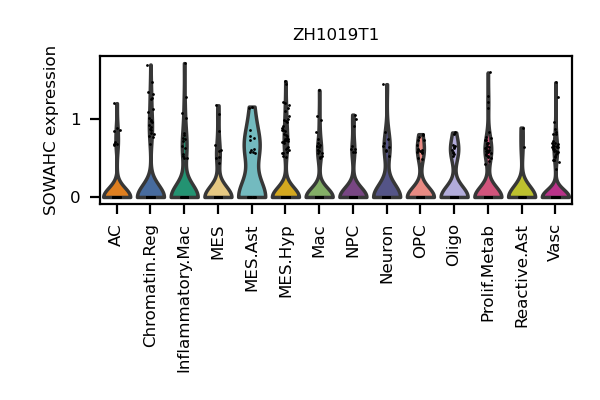 ZH1019T1
SOWAHC expression
1
0
AC
Chromatin.Reg
Inflammatory.Mac
MES
MES.Ast
MES.Hyp
Mac
NPC
Neuron
OPC
Oligo
Prolif.Metab
Reactive.Ast
Vasc